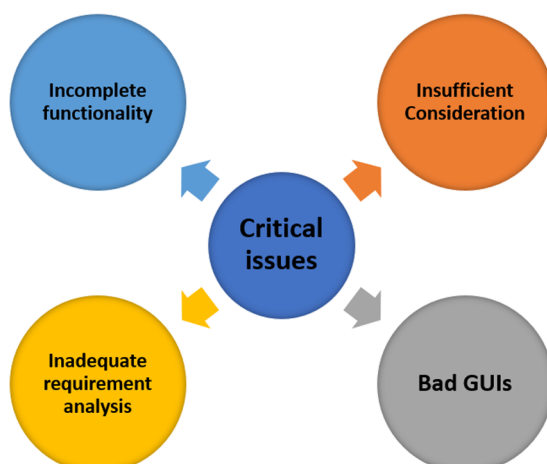 Incomplete
functionality
Insufficient
Consideration
Critical
issues
Inadequate
requirement
analysis
Bad GUIs